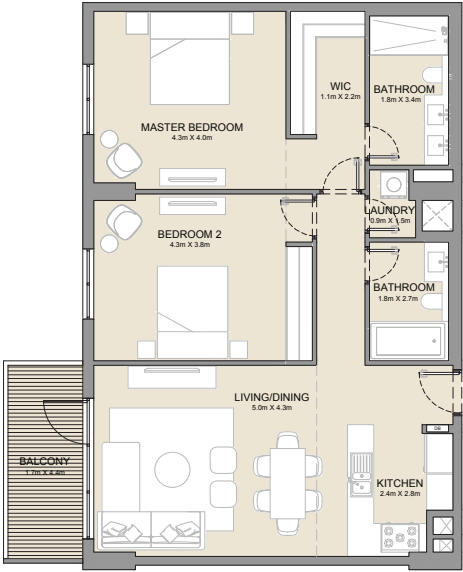 BATHROOM
1.8m X 3.4m
WIC
1.1m X 2.2m
MASTER BEDROOM
4.3m X 4.0m
LAUNDRY
0.9m X 1.5m
BEDROOM 2
4.3m X 3.8m
BATHROOM
1.8m X 2.7m
LIVING/DINING
5.0m X 4.3m
DB
BALCONY
1.7m X 4.4m
KITCHEN
2.4m X 2.8m